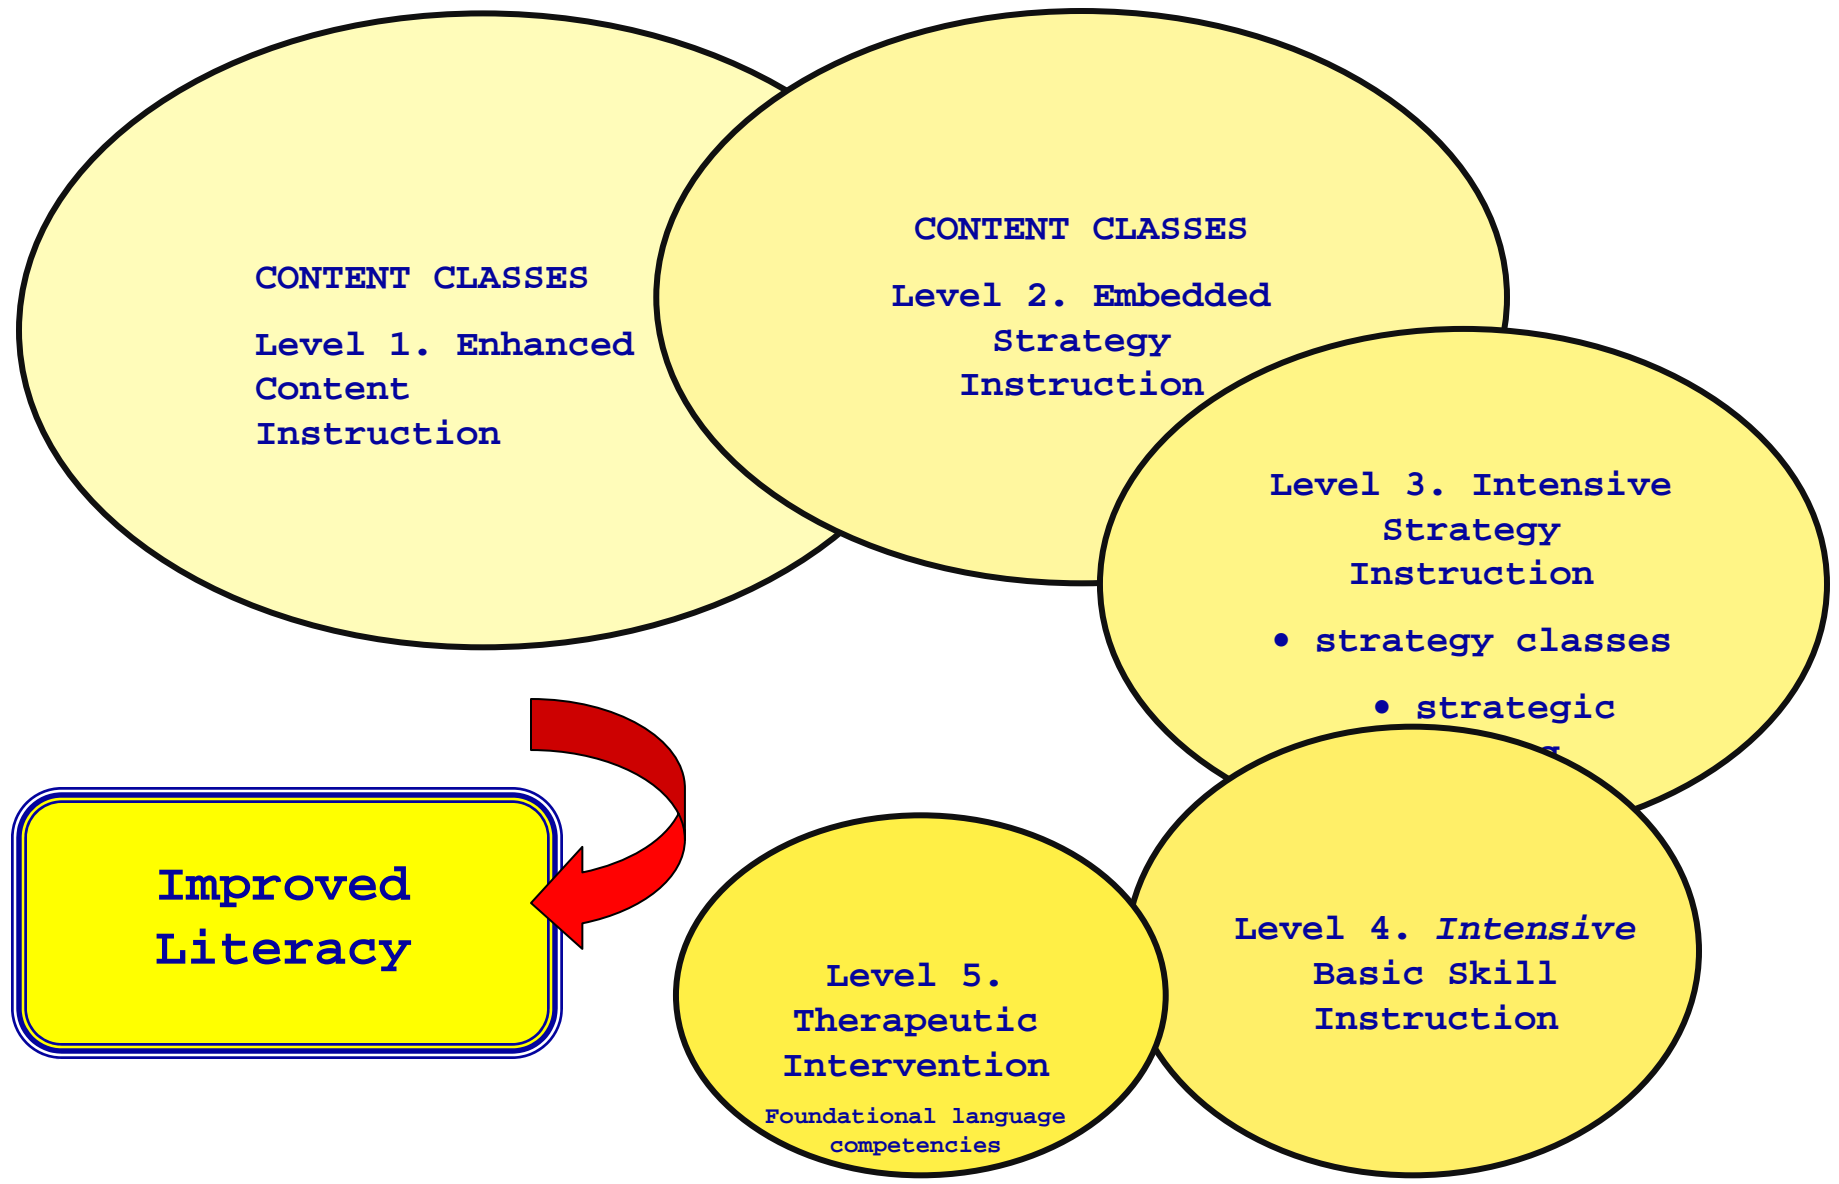 CONTENT CLASSES
Level 1. Enhanced
Content
Instruction
CONTENT CLASSES
Level 2. Embedded
Strategy
Instruction
Level 3. Intensive
Strategy
Instruction
• strategy classes
• strategic
Level 4. Intensive
Basic Skill
Instruction
Level 5.
Therapeutic
Intervention
Foundational language
competencies
Improved
Literacy